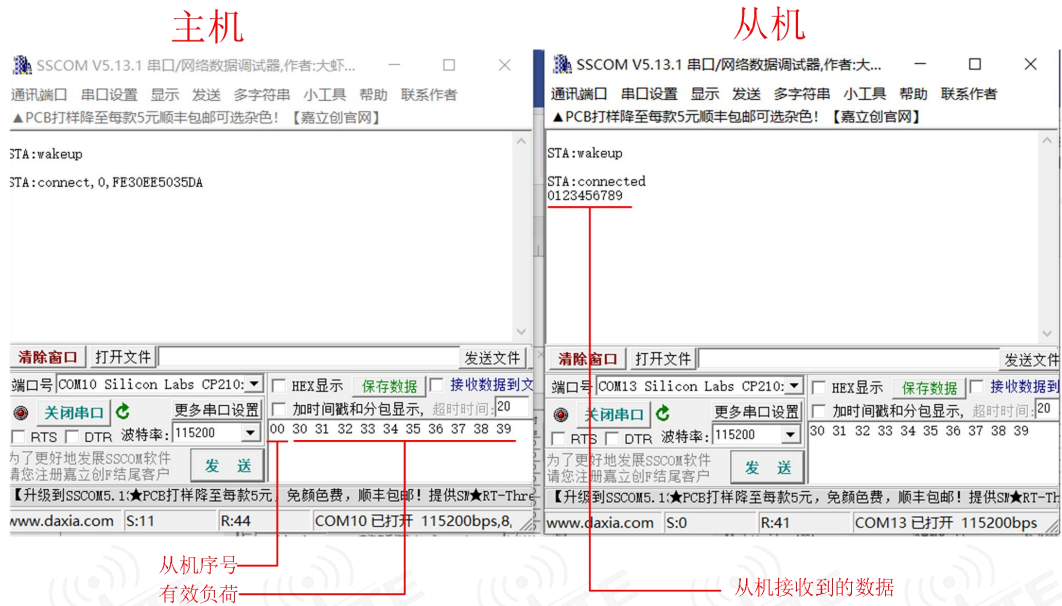 主机
从机
SSCOM V5.13.1 串口/网络数据调试器,作者:大虾...
通讯端口 串口设置 显示 发送 多字符串 小工具 帮助 联系作者
▲PCB打样降至每款5元顺丰包邮可选杂色！【嘉立创官网】
STA:wakeup
STA:connect,0,FE30EE5035DA
清除窗口 打开文件 发送文件
端口号 COM10 Silicon Labs CP210: HEX显示 保存数据 接收数据到文
关闭串口 更多串口设置 加时间戳和分包显示, 超时时间: 20
RTS DTR 波特率: 115200 00 30 31 32 33 34 35 36 37 38 39
为了更好地发展SSCOM软件
请您注册嘉立创F结尾客户
发 送
【升级到SSCOM5.1:★PCB打样降至每款5元，免颜色费，顺丰包邮！提供SM★RT-Thre
www.daxia.com S:11 R:44 COM10 已打开 115200bps,8,
SSCOM V5.13.1 串口/网络数据调试器,作者:大...
通讯端口 串口设置 显示 发送 多字符串 小工具 帮助 联系作者
▲PCB打样降至每款5元顺丰包邮可选杂色！【嘉立创官网】
STA:wakeup
STA:connected
0123456789
清除窗口 打开文件 发送文件
端口号 COM13 Silicon Labs CP210: HEX显示 保存数据 接收数据到
关闭串口 更多串口设置 加时间戳和分包显示, 超时时间: 20
RTS DTR 波特率: 115200 30 31 32 33 34 35 36 37 38 39
为了更好地发展SSCOM软件
请您注册嘉立创F结尾客户
发 送
【升级到SSCOM5.1:★PCB打样降至每款5元，免颜色费，顺丰包邮！提供SM★RT-Th
www.daxia.com S:0 R:41 COM13 已打开 115200bps
从机序号
有效负荷
从机接收到的数据